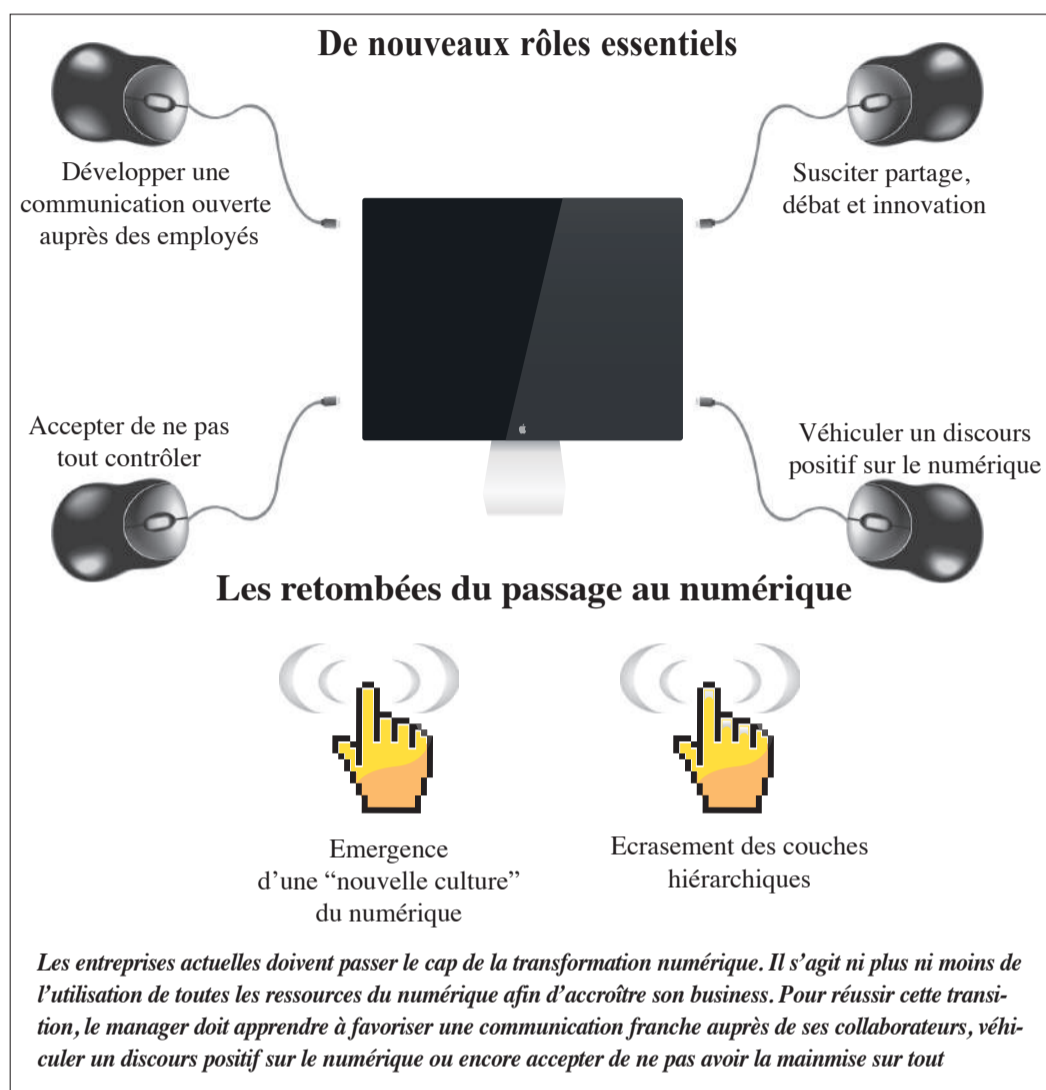 De nouveaux rôles essentiels
Développer une
communication ouverte
auprès des employés
Susciter partage,
débat et innovation
Accepter de ne pas
tout contrôler
Véhiculer un discours
positif sur le numérique
Les retombées du passage au numérique
Emergence
d’une “nouvelle culture”
du numérique
Ecrasement des couches
hiérarchiques
Les entreprises actuelles doivent passer le cap de la transformation numérique. Il s’agit ni plus ni moins de
l’utilisation de toutes les ressources du numérique afin d’accroître son business. Pour réussir cette transi-
tion, le manager doit apprendre à favoriser une communication franche auprès de ses collaborateurs, véhi-
culer un discours positif sur le numérique ou encore accepter de ne pas avoir la mainmise sur tout